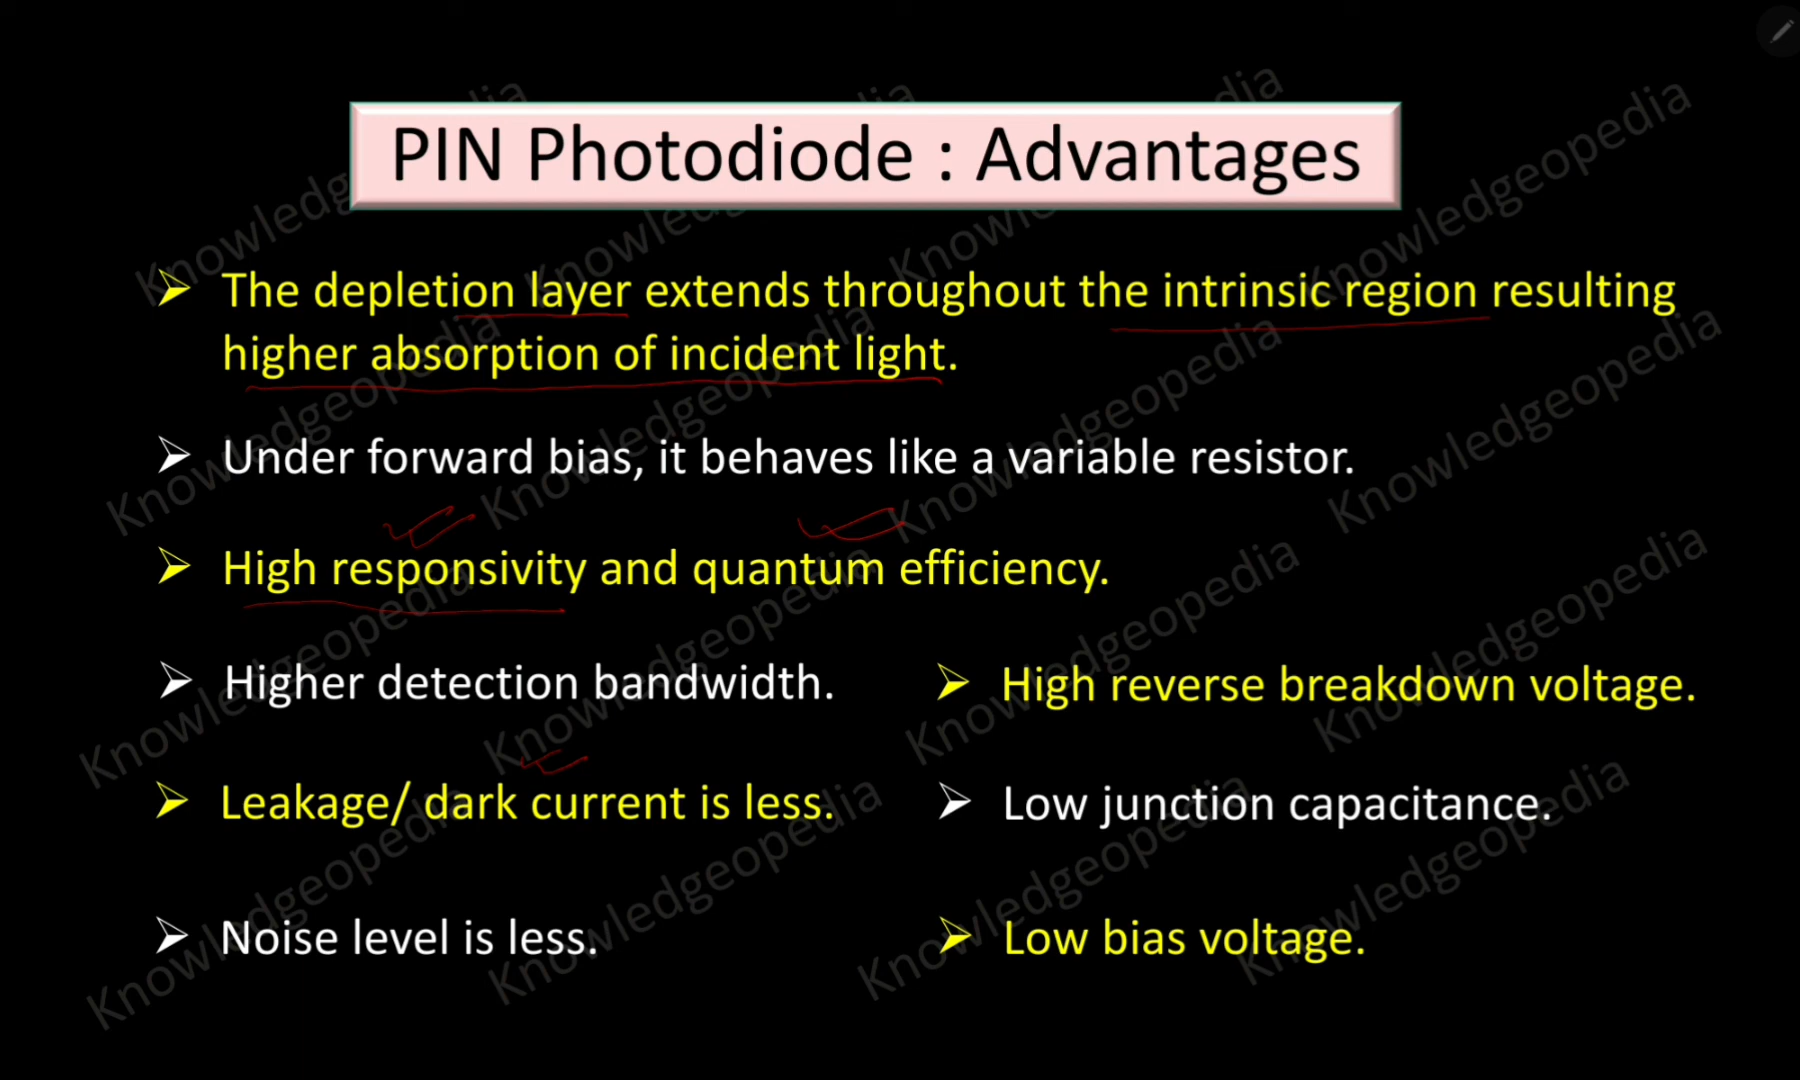 PIN Photodiode : Advantages
The depletion layer extends throughout the intrinsic region resulting
higher absorption of incident light.
Under forward bias, it behaves like a variable resistor.
High responsivity and quantum efficiency.
Higher detection bandwidth.
High reverse breakdown voltage.
Leakage/ dark current is less.
Low junction capacitance.
Noise level is less.
Low bias voltage.
Knowledgeopedia